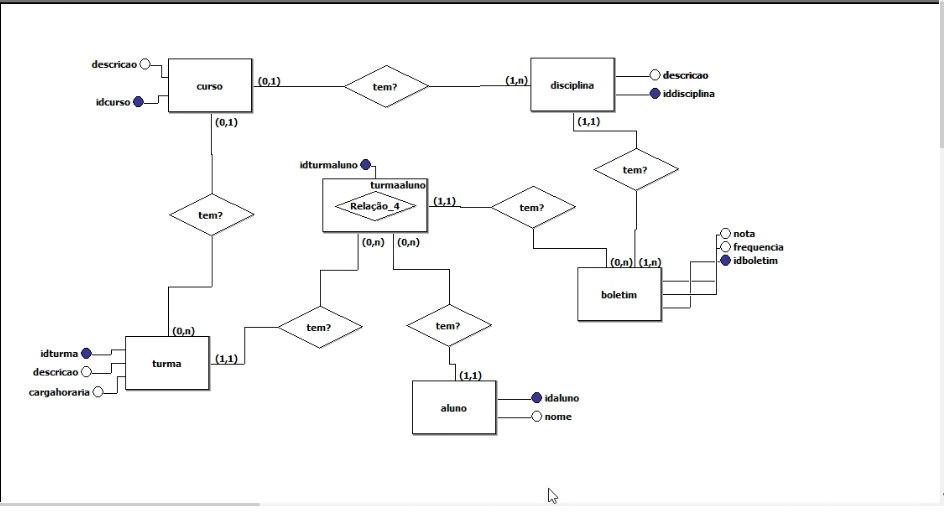 descricao
idcurso
curso
(0,1)
tem?
(1,n)
disciplina
descricao
iddisciplina
(0,1)
(1,1)
idturmaluno
turmaaluno
Relação_4
(1,1)
tem?
tem?
tem?
(0,n)
(0,n)
nota
frequência
idboletim
(0,n)
(1,n)
boletim
(0,n)
tem?
tem?
idturma
descricao
cargahoraria
turma
(1,1)
(1,1)
aluno
idaluno
nome